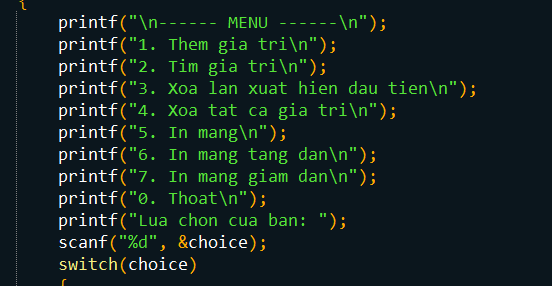 {
printf("\n------ MENU ------\n");
printf("1. Them gia tri\n");
printf("2. Tim gia tri\n");
printf("3. Xoa lan xuat hien dau tien\n");
printf("4. Xoa tat ca gia tri\n");
printf("5. In mang\n");
printf("6. In mang tang dan\n");
printf("7. In mang giam dan\n");
printf("0. Thoat\n");
printf("Lua chon cua ban: ");
scanf("%d", &choice);
switch(choice)
{